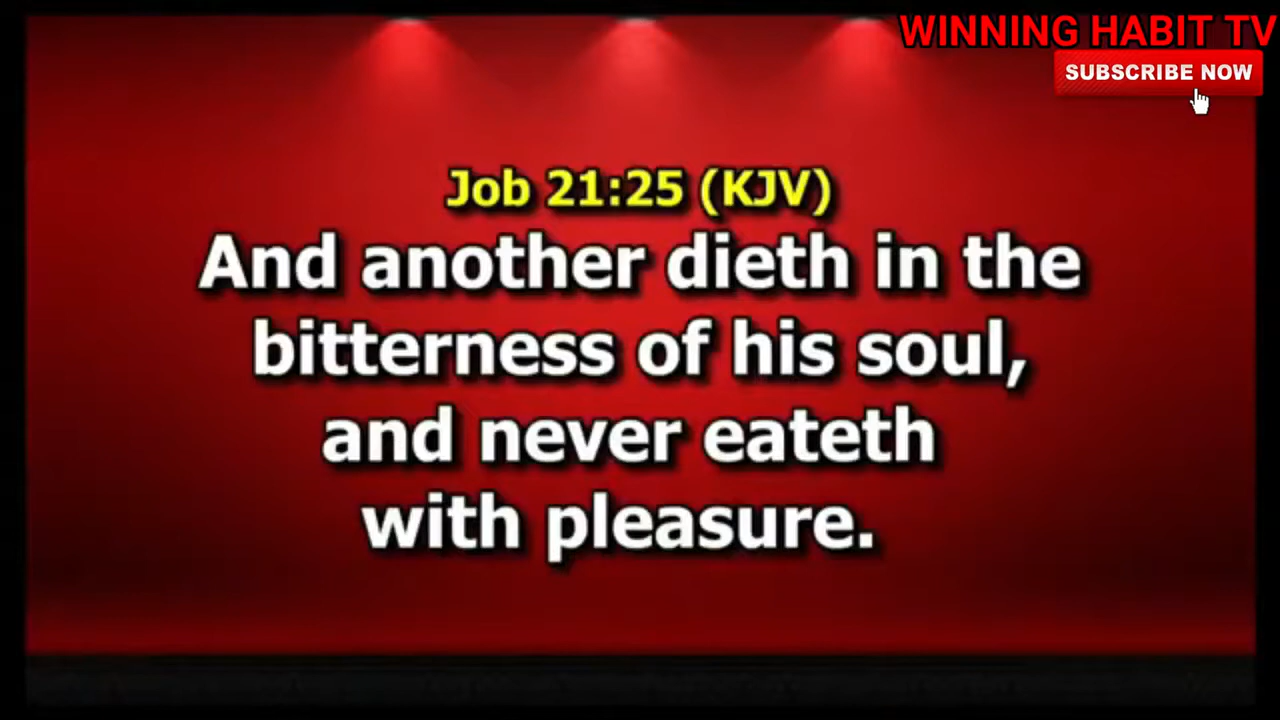 WINNING HABIT TV
SUBSCRIBE NOW
Job 21:25 (KJV)
And another dieth in the
bitterness of his soul,
and never eateth
with pleasure.